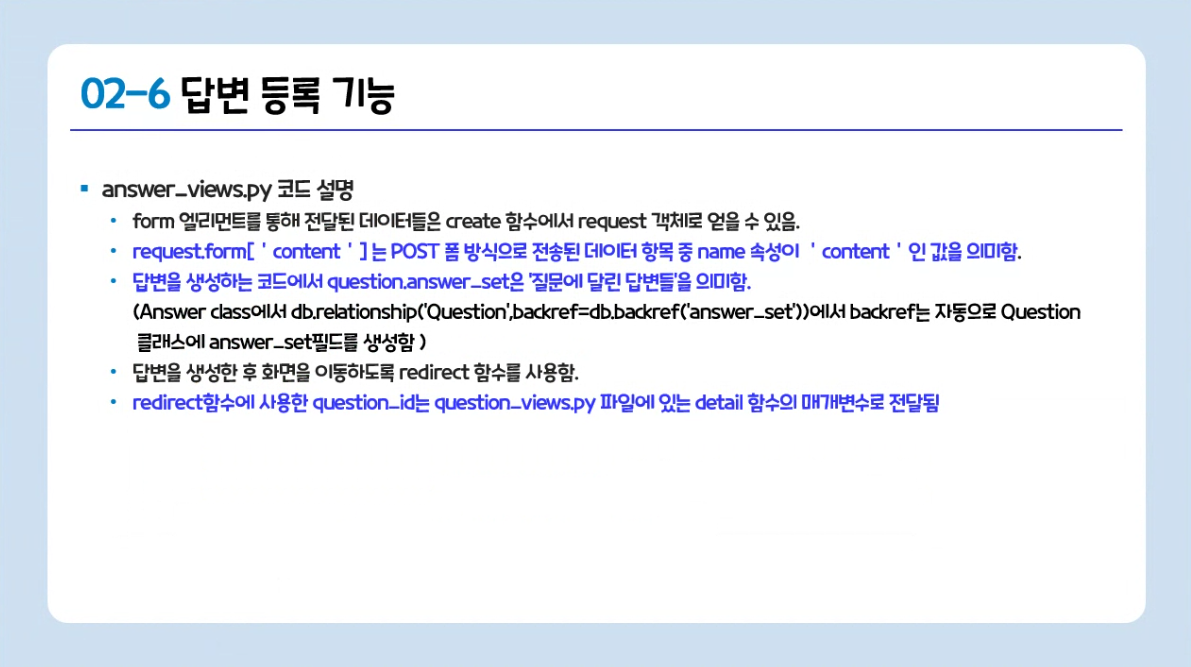 02-6 답변 등록 기능
▪ answer_views.py 코드 설명
• form 엘리먼트를 통해 전달된 데이터들은 create 함수에서 request 객체로 얻을 수 있음.
• request.form[＇content＇]는 POST 폼 방식으로 전송된 데이터 항목 중 name 속성이 ＇content＇인 값을 의미함.
• 답변을 생성하는 코드에서 question.answer_set은 '질문에 달린 답변들'을 의미함.
(Answer class에서 db.relationship('Question',backref=db.backref('answer_set'))에서 backref는 자동으로 Question
클래스에 answer_set필드를 생성함 )
• 답변을 생성한 후 화면을 이동하도록 redirect 함수를 사용함.
• redirect함수에 사용한 question_id는 question_views.py 파일에 있는 detail 함수의 매개변수로 전달됨